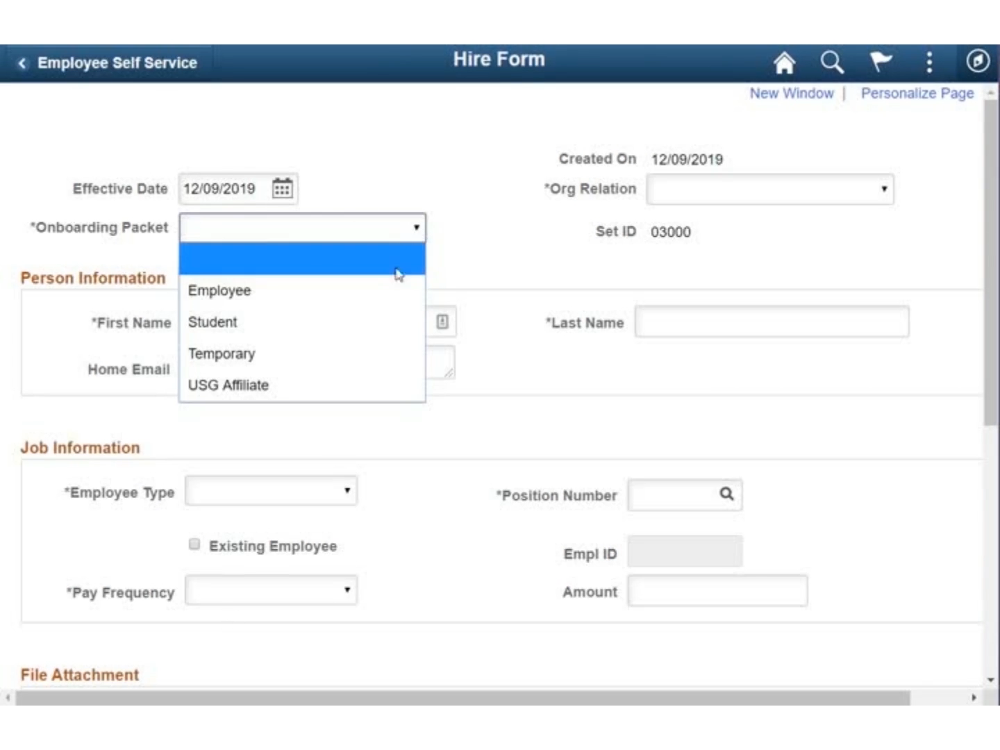 Employee Self Service
Hire Form
New Window | Personalize Page
Created On 12/09/2019
Effective Date 12/09/2019
*Org Relation
*Onboarding Packet
Set ID 03000
Employee
Student
Temporary
USG Affiliate
Person Information
*First Name
*Last Name
Home Email
Job Information
*Employee Type
*Position Number
Existing Employee
Empl ID
*Pay Frequency
Amount
File Attachment